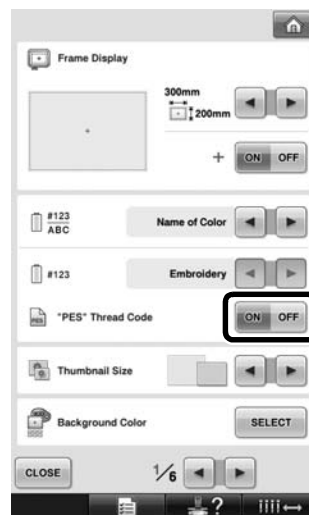 Frame Display
300mm
200mm
+ ON OFF
#123
ABC
Name of Color
#123
Embroidery
PES
"PES" Thread Code
ON OFF
Thumbnail Size
Background Color
SELECT
CLOSE
1/6
?